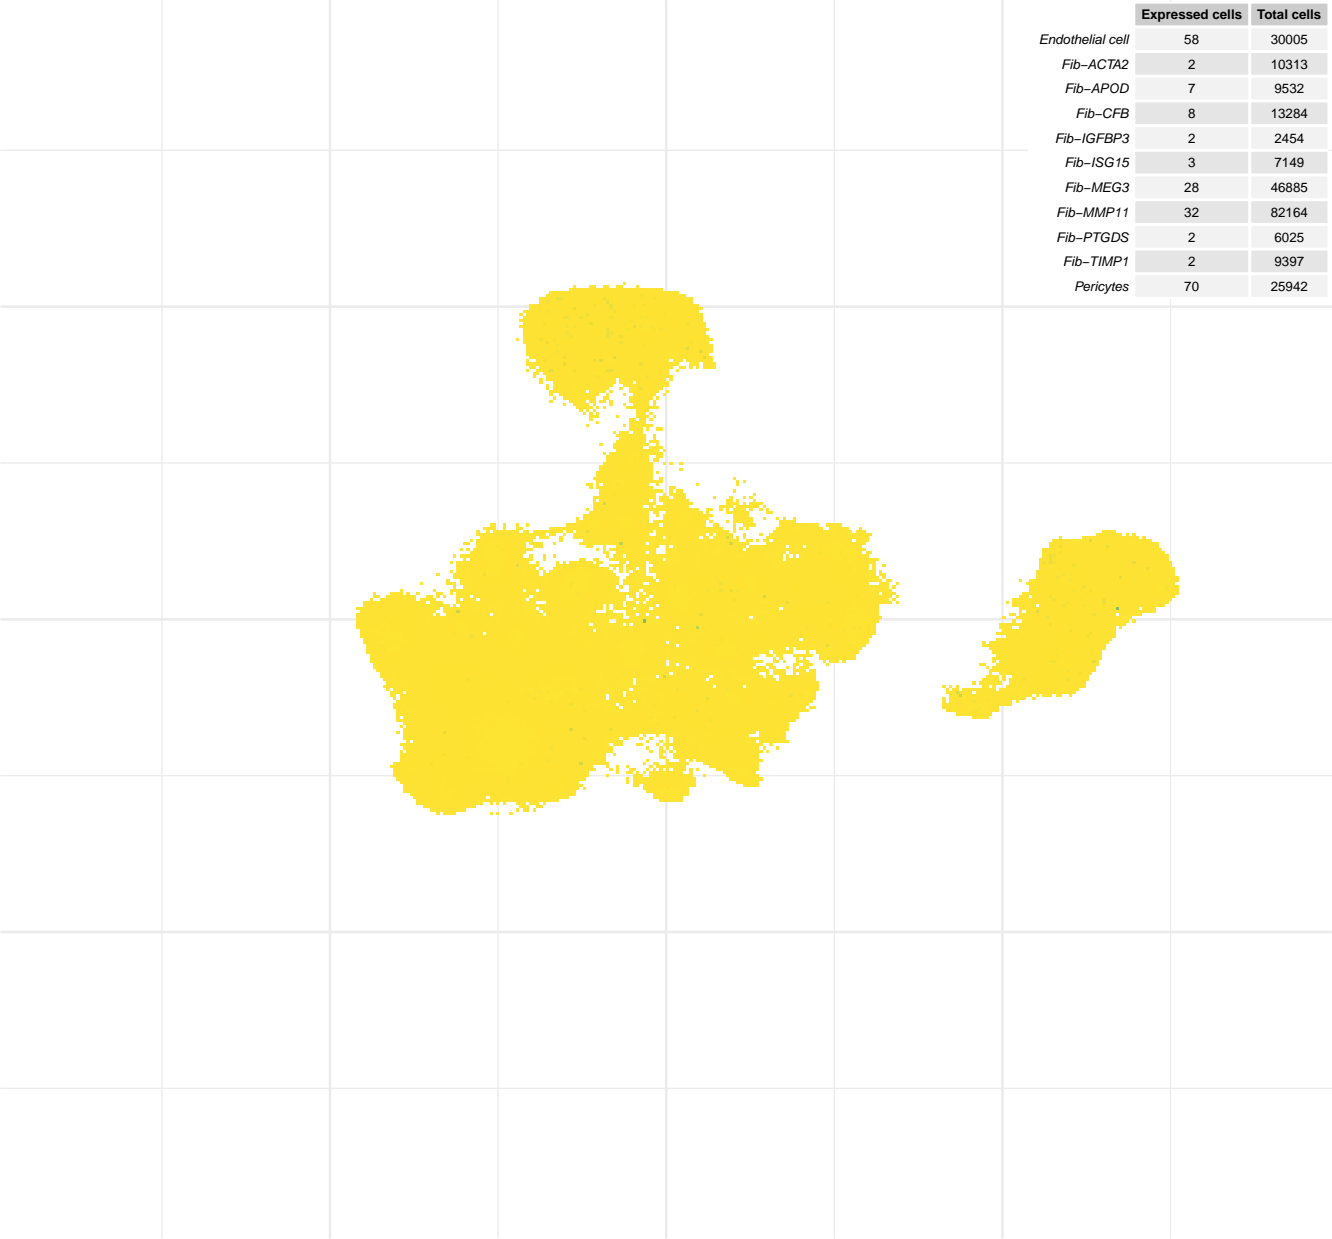 Expressed cells Total cells
Endothelial cell 58 30005
Fib−ACTA2 2 10313
Fib−APOD 7 9532
Fib−CFB 8 13284
Fib−IGFBP3 2 2454
Fib−ISG15 3 7149
Fib−MEG3 28 46885
Fib−MMP11 32 82164
Fib−PTGDS 2 6025
Fib−TIMP1 2 9397
Pericytes 70 25942